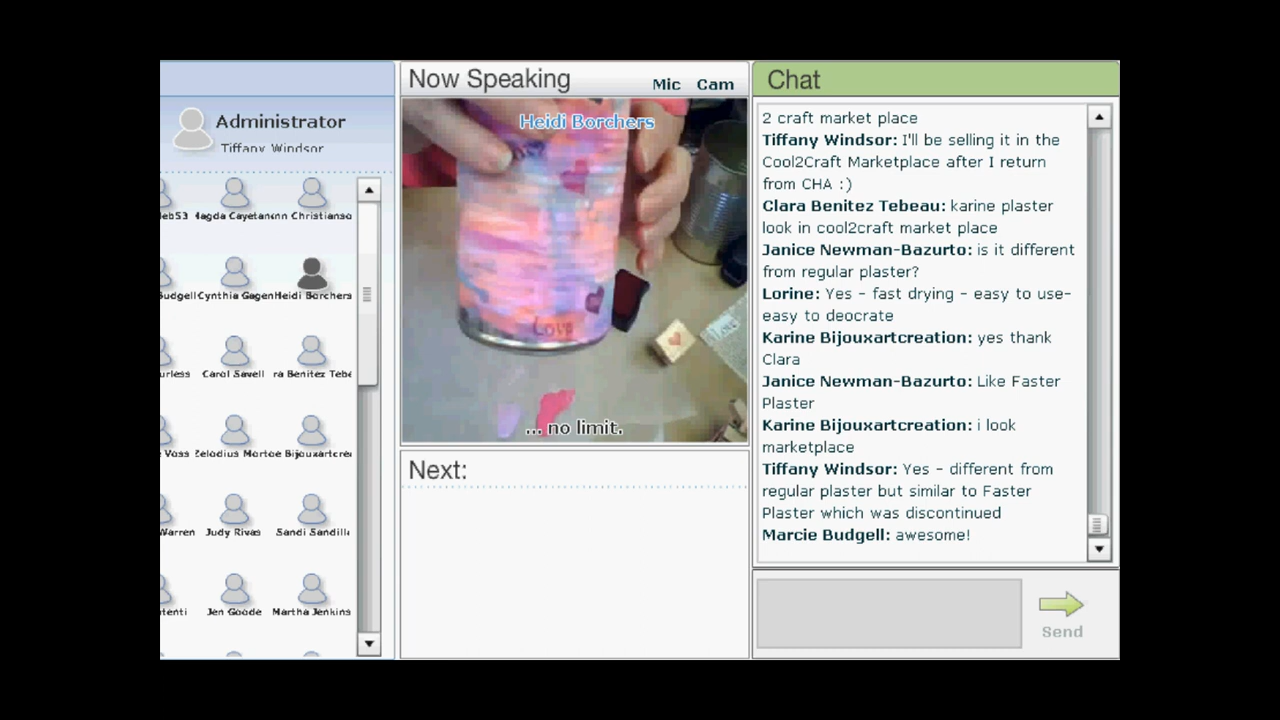 Administrator
Tiffany Windsor
Cynthia Gagen
Heidi Borchers
Carol Savell
Judy Rivas
Sandi Sandill
Jen Goode
Martha Jenkins
Warren
Now Speaking
Mic Cam
Heidi Borchers
Love
... no limit.
Next:
Chat
2 craft market place
Tiffany Windsor: I'll be selling it in the
Cool2Craft Marketplace after I return
from CHA :)
Clara Benitez Tebeau: karine plaster
look in cool2craft market place
Janice Newman-Bazurto: is it different
from regular plaster?
Lorine: Yes - fast drying - easy to use-
easy to deocrate
Karine Bijouxartcreation: yes thank
Clara
Janice Newman-Bazurto: Like Faster
Plaster
Karine Bijouxartcreation: i look
marketplace
Tiffany Windsor: Yes - different from
regular plaster but similar to Faster
Plaster which was discontinued
Marcie Budgell: awesome!
Send